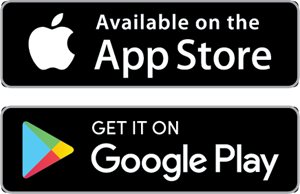 Available on the
App Store
GET IT ON
Google Play